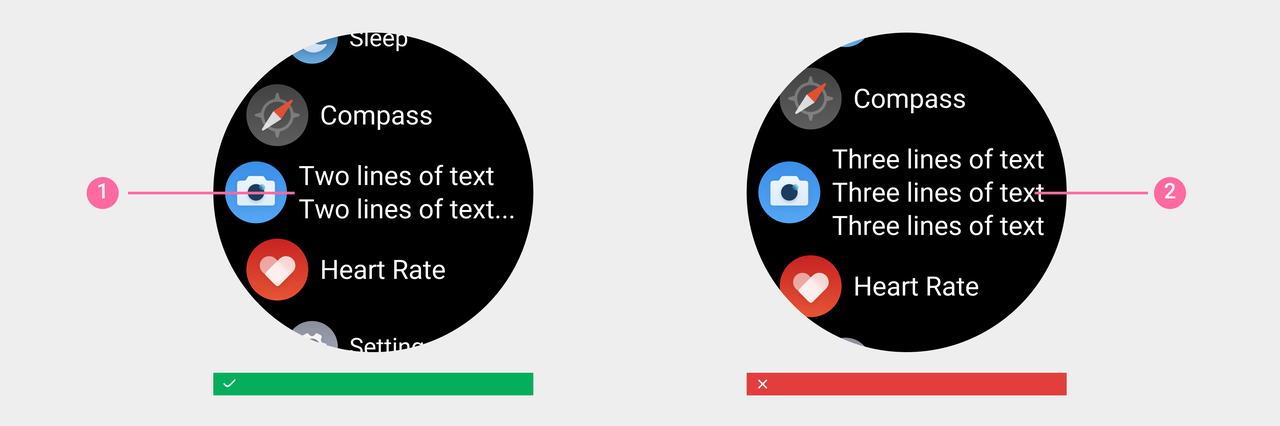 Sleep
Compass
Two lines of text
Two lines of text...
Heart Rate
1
Compass
Three lines of text
Three lines of text
Three lines of text
Heart Rate
2